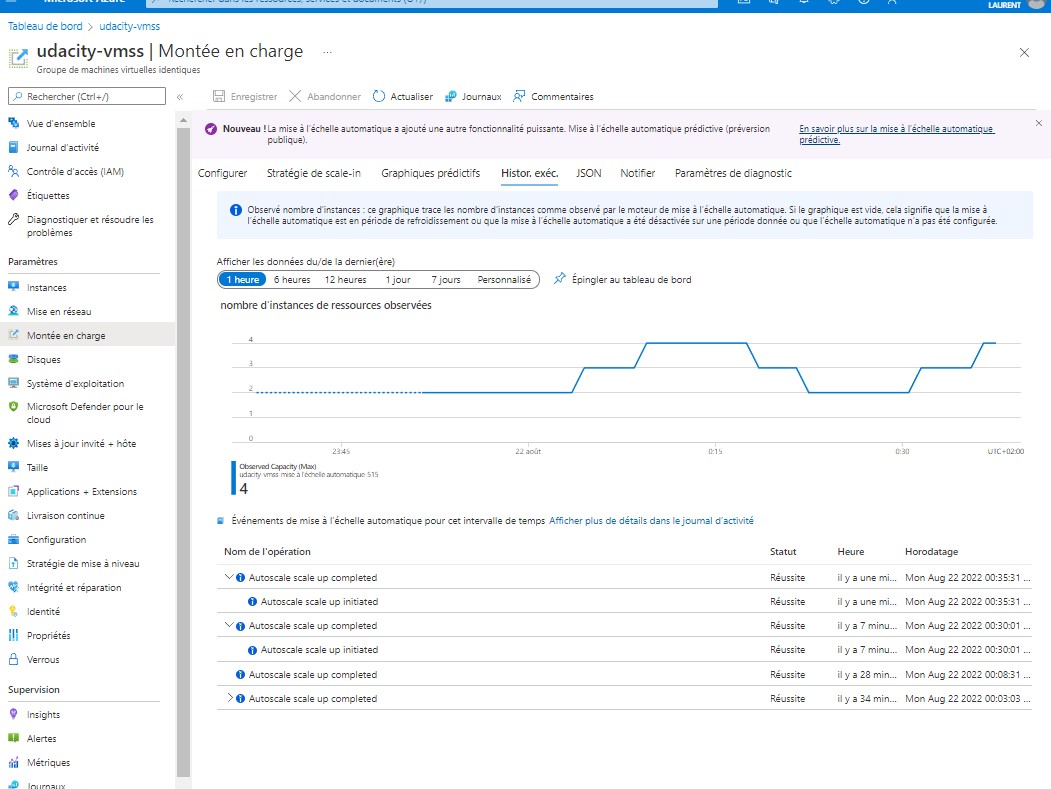 Microsoft Azure
Rechercher dans les ressources, services et documents (G+/)
LAURENT
Tableau de bord > udacity-vmss
udacity-vmss | Montée en charge ...
Groupe de machines virtuelles identiques
Rechercher (Ctrl+/)
«
Enregistrer
Abandonner
Actualiser
Journaux
Commentaires
Vue d'ensemble
Journal d'activité
Contrôle d'accès (IAM)
Étiquettes
Diagnostiquer et résoudre les
problèmes
Paramètres
Instances
Mise en réseau
Montée en charge
Disques
Système d'exploitation
Microsoft Defender pour le
cloud
Mises à jour invité + hôte
Taille
Applications + Extensions
Livraison continue
Configuration
Stratégie de mise à niveau
Intégrité et réparation
Identité
Propriétés
Verrous
Supervision
Insights
Alertes
Métriques
Journaux
Nouveau ! La mise à l'échelle automatique a ajouté une autre fonctionnalité puissante. Mise à l'échelle automatique prédictive (préversion
publique).
En savoir plus sur la mise à l'échelle automatique
prédictive.
Configurer
Stratégie de scale-in
Graphiques prédictifs
Histor. exéc.
JSON
Notifier
Paramètres de diagnostic
Observé nombre d'instances : ce graphique trace les nombre d'instances comme observé par le moteur de mise à l'échelle automatique. Si le graphique est vide, cela signifie que la mise à
l'échelle automatique est en période de refroidissement ou que la mise à l'échelle automatique a été désactivée sur une période donnée ou que l'échelle automatique n'a pas été configurée.
Afficher les données du/de la dernier(ère)
1 heure
6 heures
12 heures
1 jour
7 jours
Personnalisé
Épingler au tableau de bord
nombre d'instances de ressources observées
4
3
2
1
0
23:45
22 août
0:15
0:30
UTC+02:00
Observed Capacity (Max)
udacity-vmss-mise à l'échelle automatique 515
4
Événements de mise à l'échelle automatique pour cet intervalle de temps Afficher plus de détails dans le journal d'activité
Nom de l'opération Statut Heure Horodatage
Autoscale scale up completed Réussite il y a une mi... Mon Aug 22 2022 00:35:31 ...
Autoscale scale up initiated Réussite il y a une mi... Mon Aug 22 2022 00:35:31 ...
Autoscale scale up completed Réussite il y a 7 minu... Mon Aug 22 2022 00:30:01 ...
Autoscale scale up initiated Réussite il y a 7 minu... Mon Aug 22 2022 00:30:01 ...
Autoscale scale up completed Réussite il y a 28 min... Mon Aug 22 2022 00:08:31 ...
Autoscale scale up completed Réussite il y a 34 min... Mon Aug 22 2022 00:03:03 ...